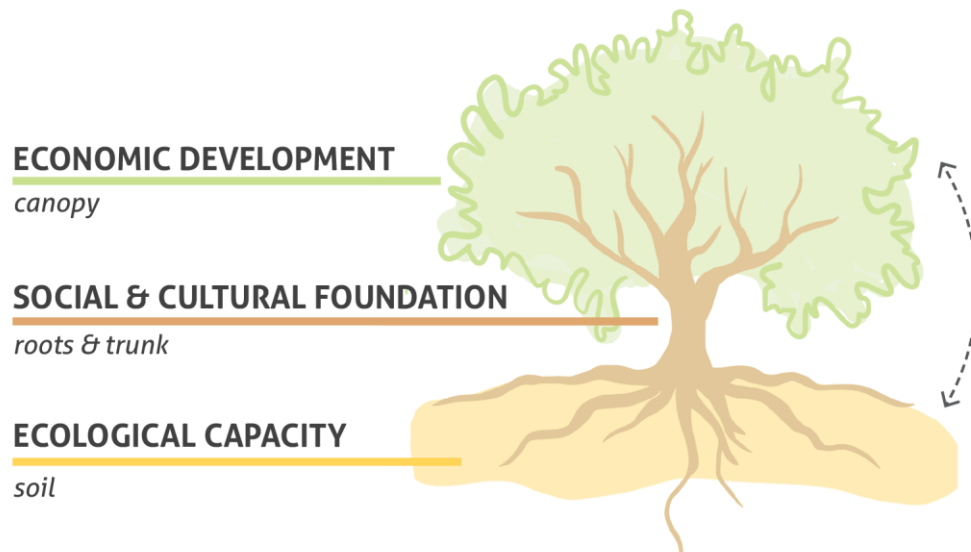 ECONOMIC DEVELOPMENT
canopy
SOCIAL & CULTURAL FOUNDATION
roots & trunk
ECOLOGICAL CAPACITY
soil